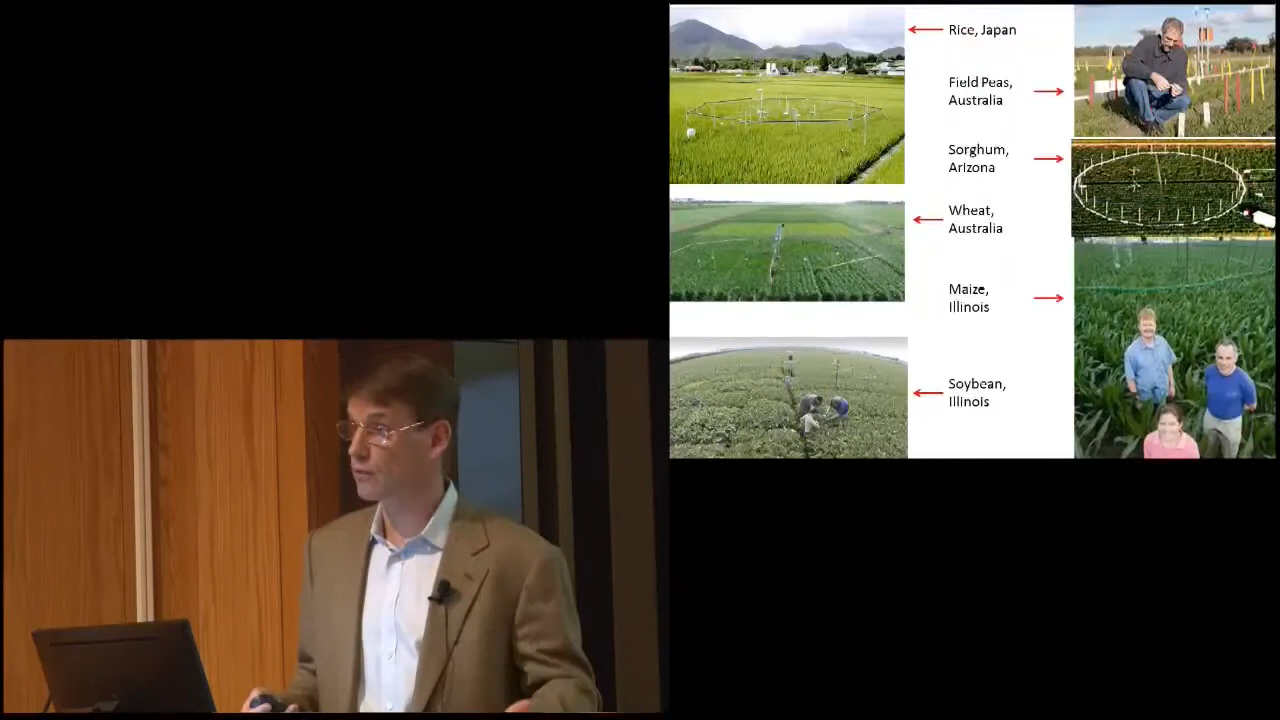 Rice, Japan
Field Peas,
Australia
Sorghum,
Arizona
Wheat,
Australia
Maize,
Illinois
Soybean,
Illinois